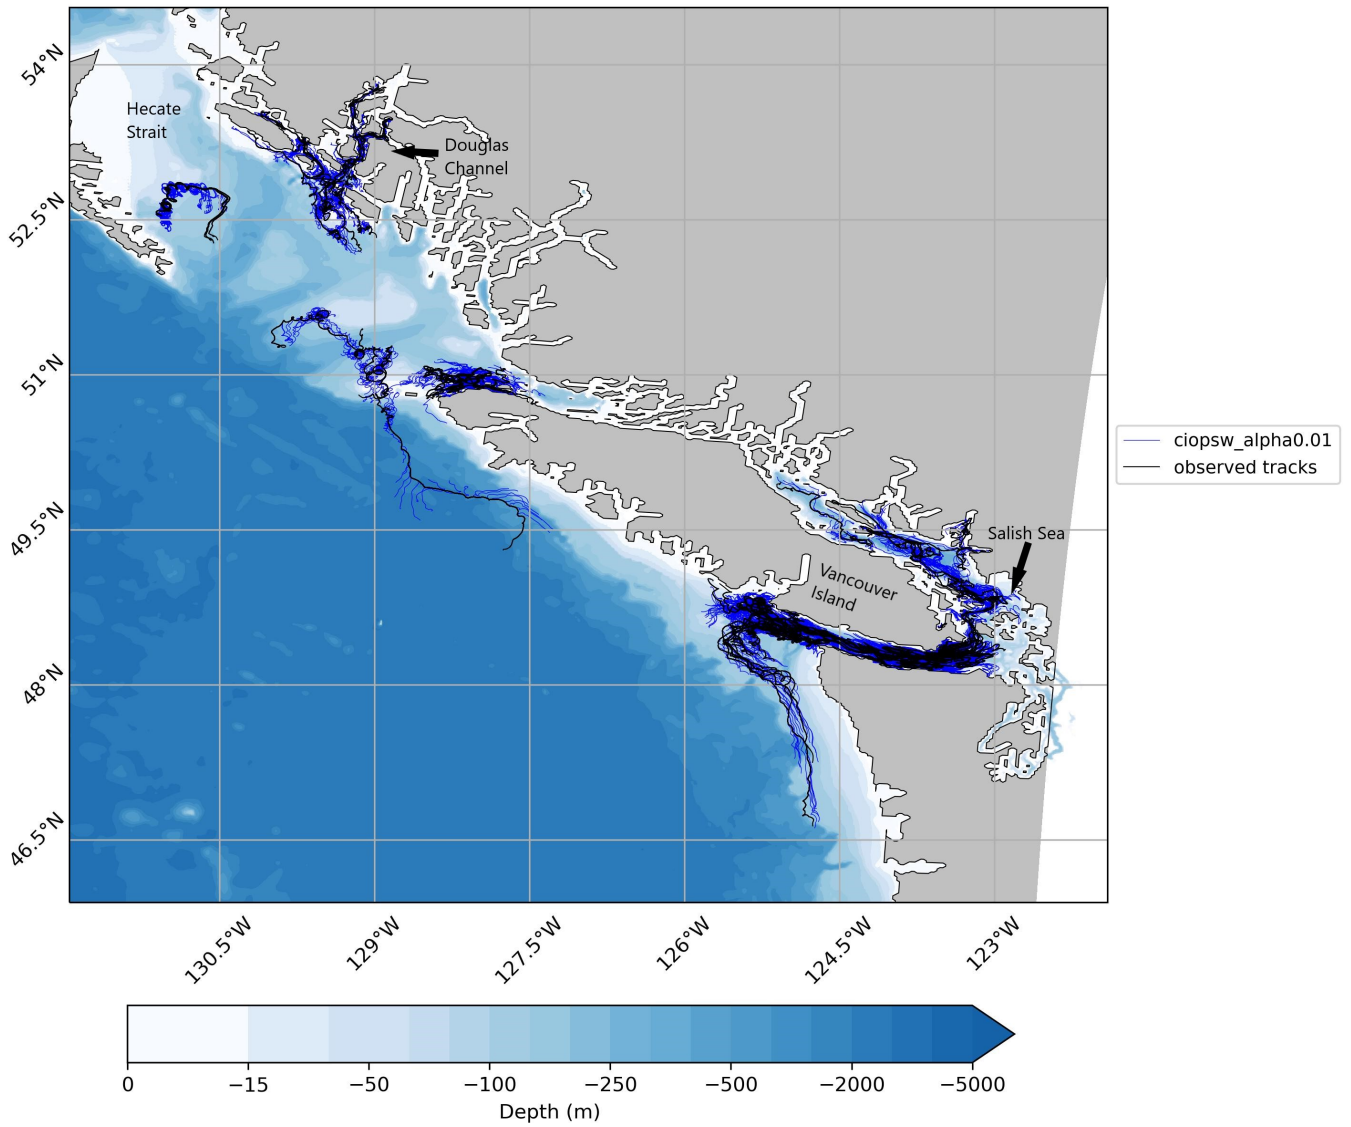 54°N
52.5°N
51°N
49.5°N
48°N
46.5°N
Hecate
Strait
Douglas
Channel
Salish Sea
Vancouver
Island
ciopsw_alpha0.01
observed tracks
130.5°W
129°W
127.5°W
126°W
124.5°W
123°W
0
−15
−50
−100
−250
−500
−2000
−5000
Depth (m)